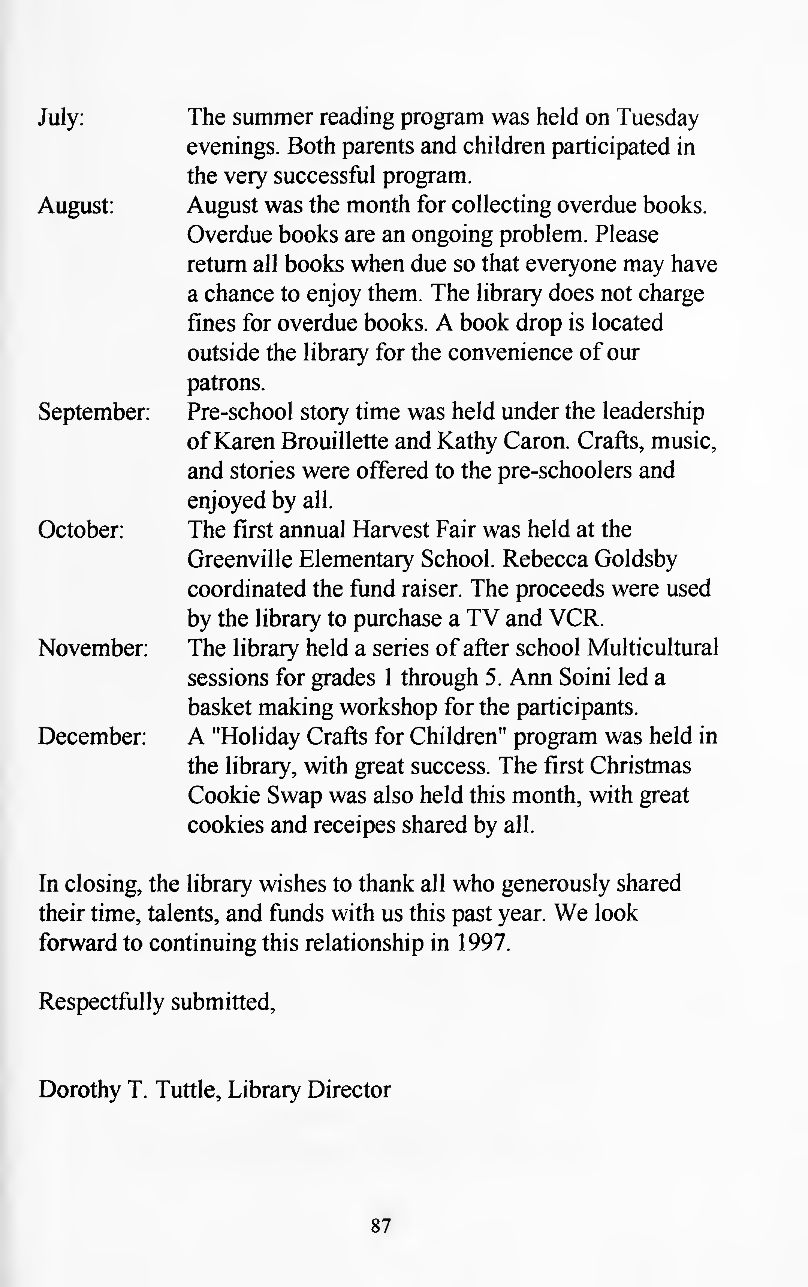 July: The summer reading program was held on Tuesday
evenings. Both parents and children participated in
the very successful program.
August: August was the month for collecting overdue books.
Overdue books are an ongoing problem. Please
return all books when due so that everyone may have
a chance to enjoy them. The library does not charge
fines for overdue books. A book drop is located
outside the library for the convenience of our
patrons.
September: Pre-school story time was held under the leadership
of Karen Brouillette and Kathy Caron. Crafts, music,
and stories were offered to the pre-schoolers and
enjoyed by all.
October: The first annual Harvest Fair was held at the
Greenville Elementary School. Rebecca Goldsby
coordinated the fund raiser. The proceeds were used
by the library to purchase a TV and VCR.
November: The library held a series of after school Multicultural
sessions for grades 1 through 5. Ann Soini led a
basket making workshop for the participants.
December: A "Holiday Crafts for Children" program was held in
the library, with great success. The first Christmas
Cookie Swap was also held this month, with great
cookies and receipes shared by all.
In closing, the library wishes to thank all who generously shared
their time, talents, and funds with us this past year. We look
forward to continuing this relationship in 1997.
Respectfully submitted,
Dorothy T. Tuttle, Library Director
87